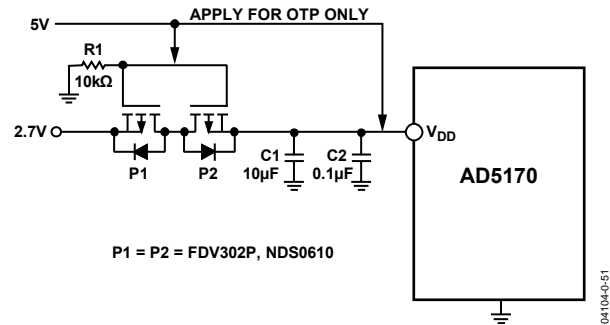 APPLY FOR OTP ONLY
5V
R1
10kΩ
2.7V
P1
P2
C1
10µF
C2
0.1µF
V_DD
AD5170
P1 = P2 = FDV302P, NDS0610
04104-0-51